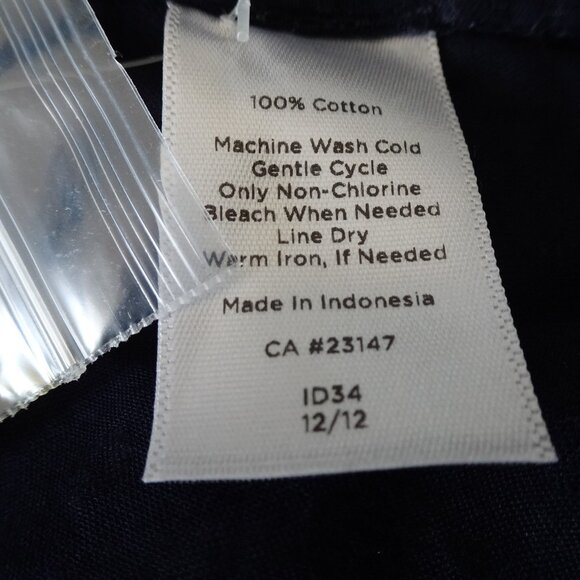 100% Cotton
Machine Wash Cold
Gentle Cycle
Only Non-Chlorine
Bleach When Needed
Line Dry
Warm Iron, If Needed
Made In Indonesia
CA #23147
ID34
12/12